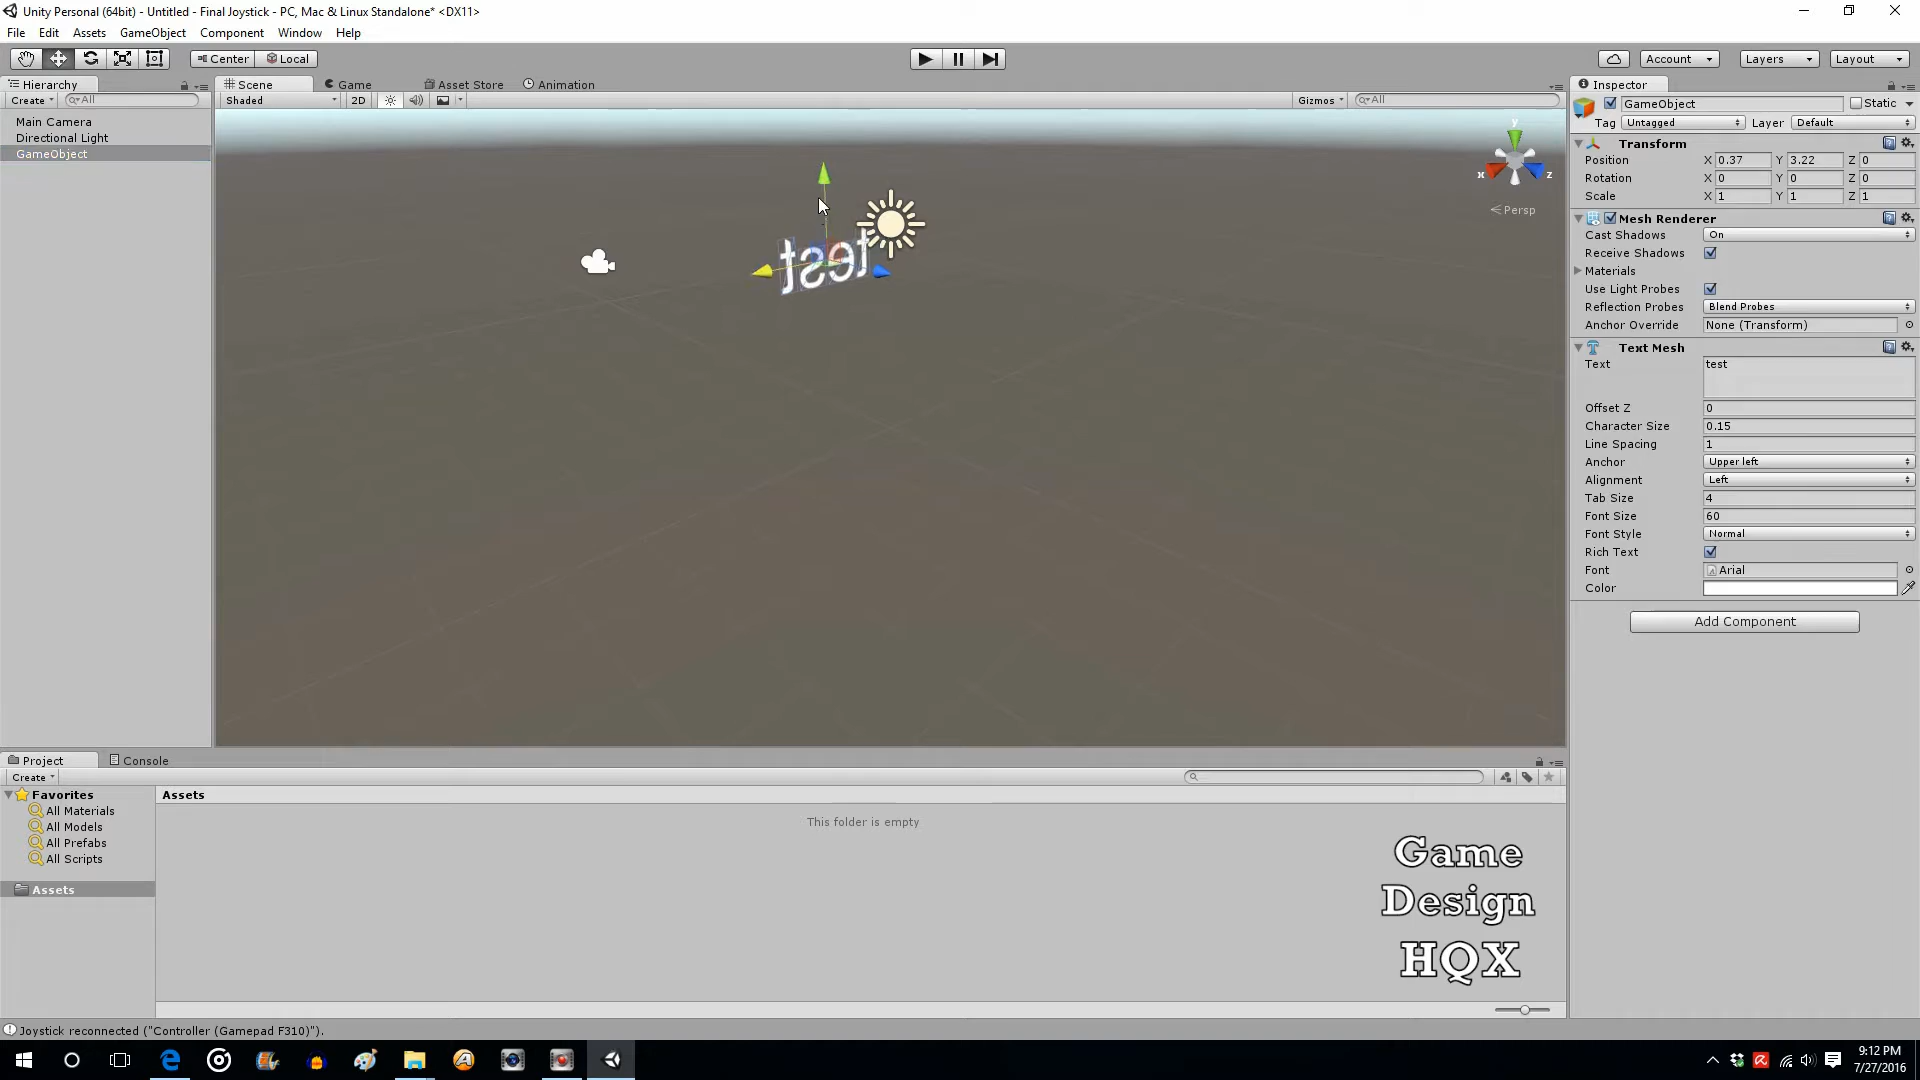 Unity Personal (64bit) - Untitled - Final Joystick - PC, Mac & Linux Standalone* <DX11>
File Edit Assets GameObject Component Window Help
Center Local Account Layers Layout
Hierarchy Scene Game Asset Store Animation Inspector
Create All Shaded 2D Gizmos All
GameObject Static
Tag Untagged Layer Default
Main Camera
Directional Light
GameObject
Transform
Position X 0.37 Y 3.22 Z 0
Rotation X 0 Y 0 Z 0
Scale X 1 Y 1 Z 1
y
x z
Persp
test
Mesh Renderer
Cast Shadows On
Receive Shadows
Materials
Use Light Probes
Reflection Probes Blend Probes
Anchor Override None (Transform)
Text Mesh
Text test
Offset Z 0
Character Size 0.15
Line Spacing 1
Anchor Upper left
Alignment Left
Tab Size 4
Font Size 60
Font Style Normal
Rich Text
Font Arial
Color
Add Component
Project Console
Create
Favorites
All Materials
All Models
All Prefabs
All Scripts
Assets
Assets
This folder is empty
Game
Design
HQX
Joystick reconnected ("Controller (Gamepad F310)").
9:12 PM
7/27/2016